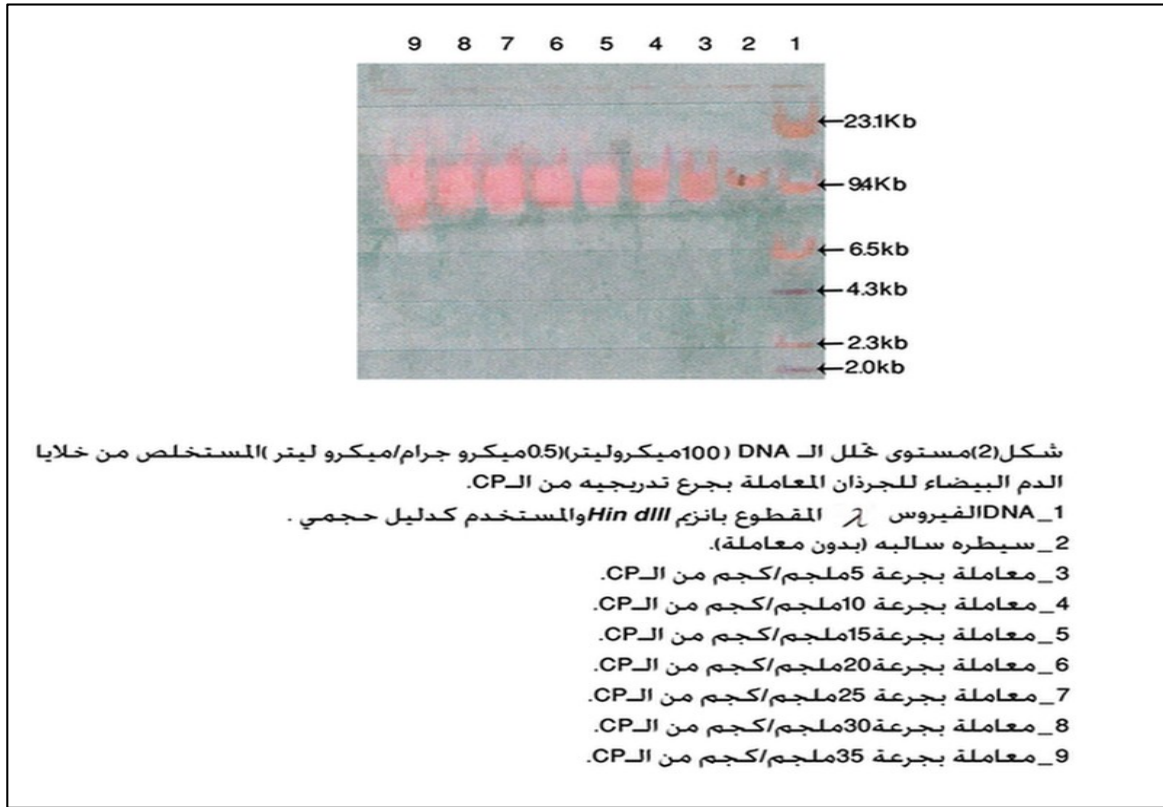 9 8 7 6 5 4 3 2 1
23.1Kb
94Kb
6.5kb
4.3kb
2.3kb
2.0kb
شكل(2)مستوى تحلل الـ DNA (100ميكروليتر)(0.5ميكرو جرام/ميكرو ليتر)المستخلص من خلايا
الدم البيضاء للجرذان المعاملة بجرع تدريجيه من الـCP.
1_DNAالفيروس λ المقطوع بانزيم Hin dIIIوالمستخدم كدليل حجمي .
2_سيطره سالبه (بدون معاملة).
3_معاملة بجرعة 5ملجم/كجم من الـCP.
4_معاملة بجرعة 10ملجم/كجم من الـCP.
5_معاملة بجرعة15ملجم/كجم من الـCP.
6_معاملة بجرعة20ملجم/كجم من الـCP.
7_معاملة بجرعة 25ملجم/كجم من الـCP.
8_معاملة بجرعة30ملجم/كجم من الـCP.
9_معاملة بجرعة 35ملجم/كجم من الـCP.